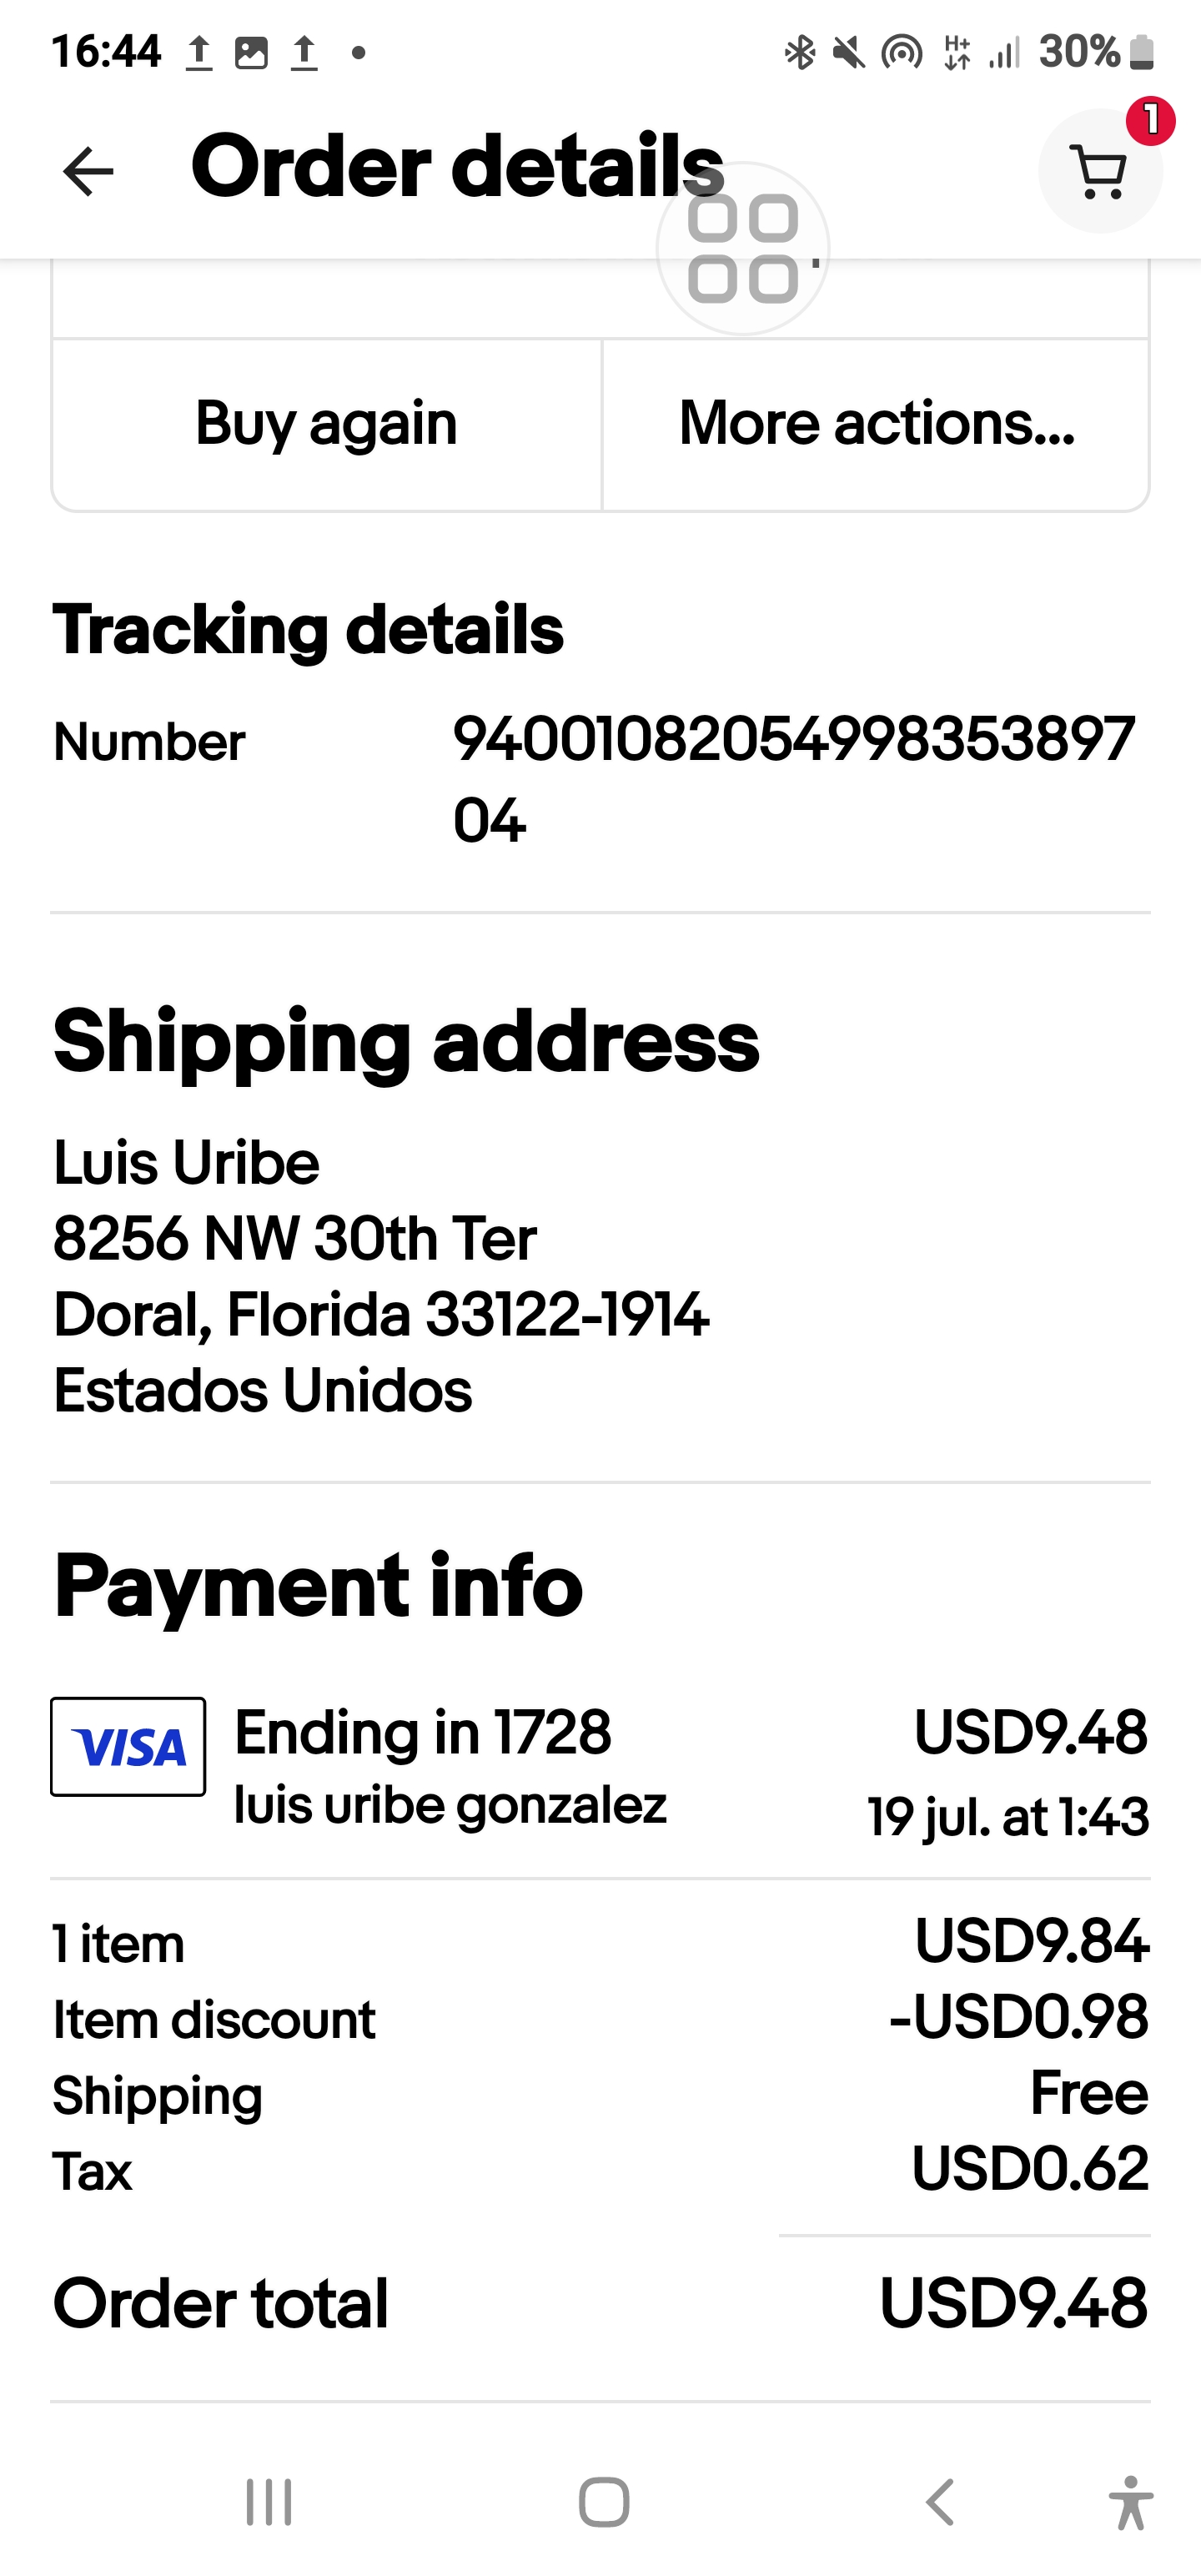 16:44 H+ 30%
Order details 1
Buy again More actions...
Tracking details
Number 94001082054998353897
04
Shipping address
Luis Uribe
8256 NW 30th Ter
Doral, Florida 33122-1914
Estados Unidos
Payment info
VISA Ending in 1728 USD9.48
luis uribe gonzalez 19 jul. at 1:43
1 item USD9.84
Item discount -USD0.98
Shipping Free
Tax USD0.62
Order total USD9.48